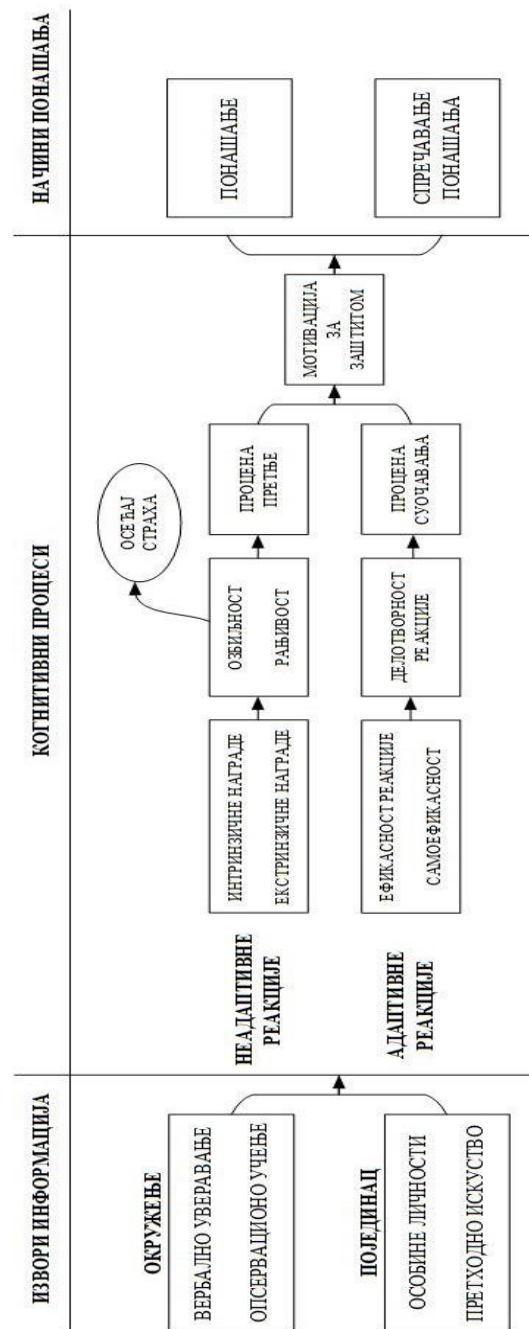 ИЗВОРИ ИНФОРМАЦИЈА
КОГНИТИВНИ ПРОЦЕСИ
НАЧИНИ ПОНАШАЊА
ОКРУЖЕЊЕ
ВЕРБАЛНО УВЕРАВАЊЕ
ОПСЕРВАЦИОНО УЧЕЊЕ
ПОЈЕДИНАЦ
ОСОБИНЕ ЛИЧНОСТИ
ПРЕТХОДНО ИСКУСТВО
НЕАДАПТИВНЕ
РЕАКЦИЈЕ
ИНТРИНЗИЧНЕ НАГРАДЕ
ЕКСТРИНЗИЧНЕ НАГРАДЕ
ОЗБИЉНОСТ
РАЊИВОСТ
ОСЕЋАЈ
СТРАХА
ПРОЦЕНА
ПРЕТЊЕ
АДАПТИВНЕ
РЕАКЦИЈЕ
ЕФИКАСНОСТ РЕАКЦИЈЕ
САМОЕФИКАСНОСТ
ДЕЛОТВОРНОСТ
РЕАКЦИЈЕ
ПРОЦЕНА
СУОЧАВАЊА
МОТИВАЦИЈА
ЗА
ЗАШТИТОМ
ПОНАШАЊЕ
СПРЕЧАВАЊЕ
ПОНАШАЊА